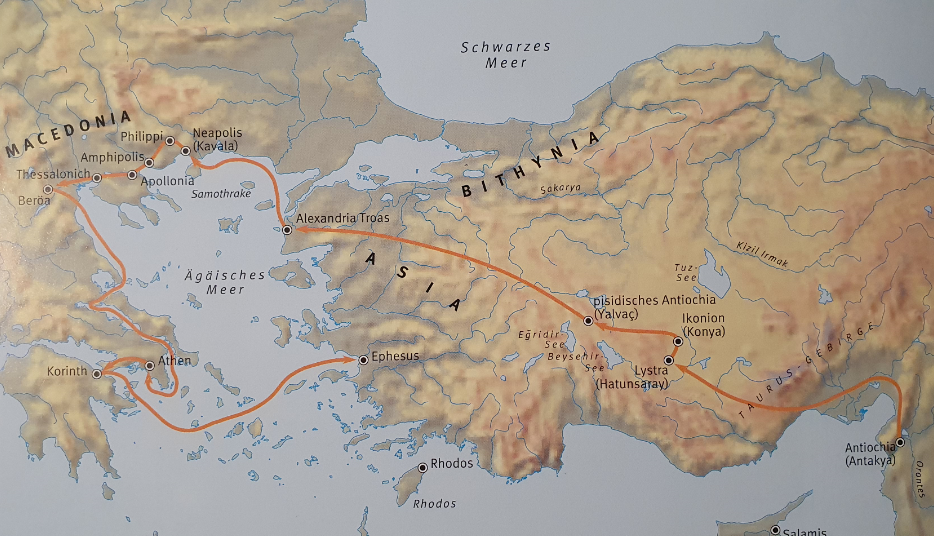 Schwarzes
Meer
MACEDONIA
Philippi
Neapolis
(Kavala)
Amphipolis
Thessalonich
Apollonia
Beröa
Samothrake
BITHYNIA
Sakarya
Alexandria Troas
Kizil Irmak
Ägäisches
Meer
ASIA
Tuz-
See
pisidisches Antiochia
(Yalvaç)
Ikonion
(Konya)
Eğridir-
See
Beysehir-
See
Lystra
(Hatunsaray)
TAURUS-GEBIRGE
Athen
Korinth
Ephesus
Antiochia
(Antakya)
Orontes
Rhodos
Rhodos
Salamis